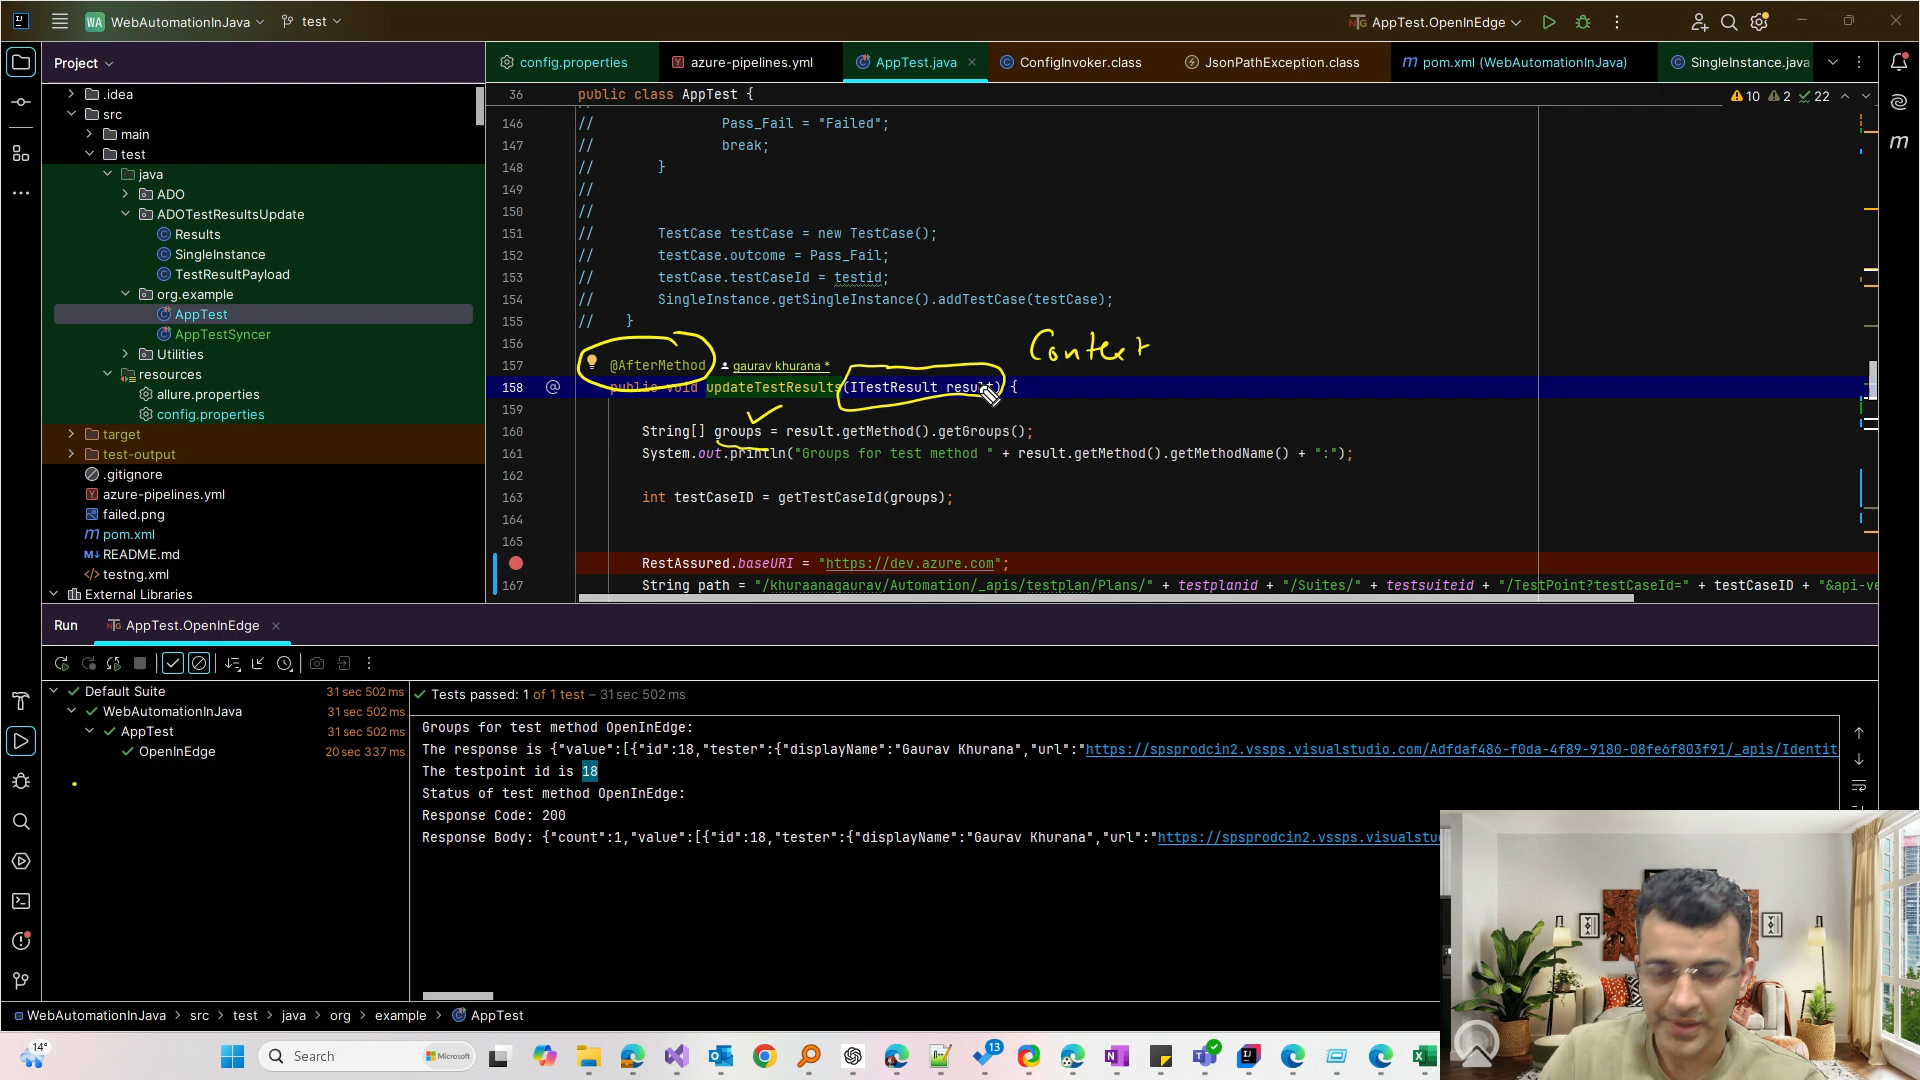 WA WebAutomationInJava test AppTest.OpenInEdge
Project
config.properties azure-pipelines.yml AppTest.java ConfigInvoker.class JsonPathException.class pom.xml (WebAutomationInJava) SingleInstance.java
.idea
src
main
test
java
ADO
ADOTestResultsUpdate
Results
SingleInstance
TestResultPayload
org.example
AppTest
AppTestSyncer
Utilities
resources
allure.properties
config.properties
target
test-output
.gitignore
azure-pipelines.yml
failed.png
pom.xml
README.md
testng.xml
External Libraries
36 public class AppTest {
10 2 22
146 // Pass_Fail = "Failed";
147 // break;
148 // }
149 //
150 //
151 // TestCase testCase = new TestCase();
152 // testCase.outcome = Pass_Fail;
153 // testCase.testCaseId = testid;
154 // SingleInstance.getSingleInstance().addTestCase(testCase);
155 // }
156
Context
157 @AfterMethod gaurav khurana *
158 public void updateTestResults(ITestResult result) {
159
160 String[] groups = result.getMethod().getGroups();
161 System.out.println("Groups for test method " + result.getMethod().getMethodName() + ":");
162
163 int testCaseID = getTestCaseId(groups);
164
165
RestAssured.baseURI = "https://dev.azure.com";
167 String path = "/khuraanagaurav/Automation/_apis/testplan/Plans/" + testplanid + "/Suites/" + testsuiteid + "/TestPoint?testCaseId=" + testCaseID + "&api-ve
Run AppTest.OpenInEdge
Default Suite 31 sec 502 ms
WebAutomationInJava 31 sec 502 ms
AppTest 31 sec 502 ms
OpenInEdge 20 sec 337 ms
Tests passed: 1 of 1 test – 31 sec 502 ms
Groups for test method OpenInEdge:
The response is {"value":[{"id":18,"tester":{"displayName":"Gaurav Khurana","url":"https://spsprodcin2.vssps.visualstudio.com/Adfdaf486-f0da-4f89-9180-08fe6f803f91/_apis/Identit
The testpoint id is 18
Status of test method OpenInEdge:
Response Code: 200
Response Body: {"count":1,"value":[{"id":18,"tester":{"displayName":"Gaurav Khurana","url":"https://spsprodcin2.vssps.visualstu
WebAutomationInJava > src > test > java > org > example > AppTest
14°
Search Microsoft
13